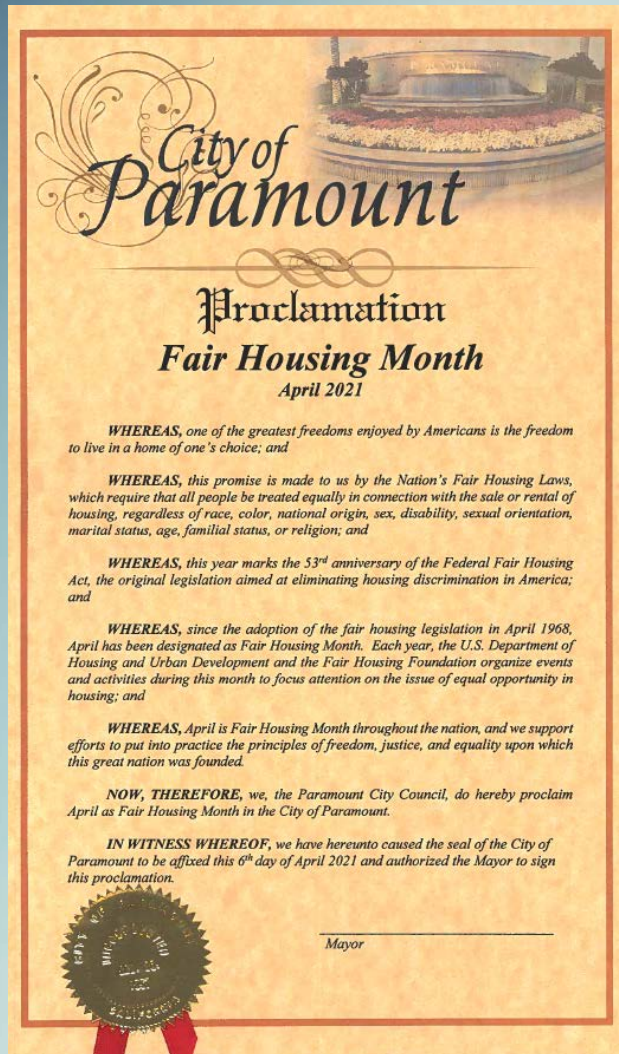 City of
Paramount
Proclamation
Fair Housing Month
April 2021
WHEREAS, one of the greatest freedoms enjoyed by Americans is the freedom
to live in a home of one's choice; and
WHEREAS, this promise is made to us by the Nation's Fair Housing Laws,
which require that all people be treated equally in connection with the sale or rental of
housing, regardless of race, color, national origin, sex, disability, sexual orientation,
marital status, age, familial status, or religion; and
WHEREAS, this year marks the 53rd anniversary of the Federal Fair Housing
Act, the original legislation aimed at eliminating housing discrimination in America;
and
WHEREAS, since the adoption of the fair housing legislation in April 1968,
April has been designated as Fair Housing Month. Each year, the U.S. Department of
Housing and Urban Development and the Fair Housing Foundation organize events
and activities during this month to focus attention on the issue of equal opportunity in
housing; and
WHEREAS, April is Fair Housing Month throughout the nation, and we support
efforts to put into practice the principles of freedom, justice, and equality upon which
this great nation was founded.
NOW, THEREFORE, we, the Paramount City Council, do hereby proclaim
April as Fair Housing Month in the City of Paramount.
IN WITNESS WHEREOF, we have hereunto caused the seal of the City of
Paramount to be affixed this 6th day of April 2021 and authorized the Mayor to sign
this proclamation.
Mayor
CALIFORNIA